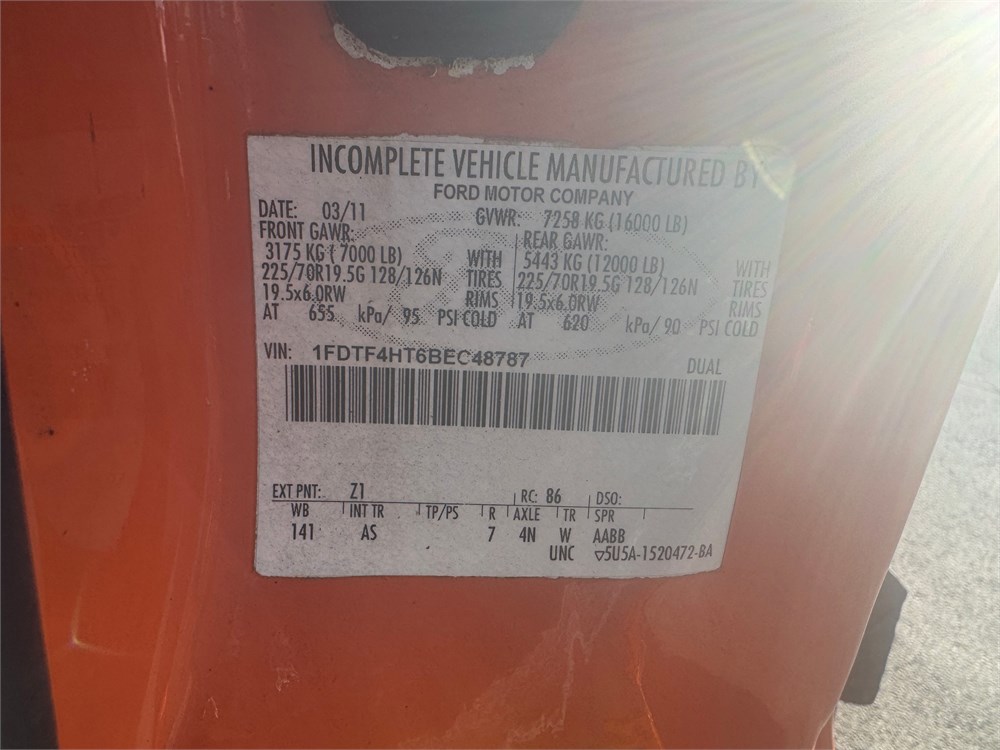 INCOMPLETE VEHICLE MANUFACTURED BY
FORD MOTOR COMPANY
DATE: 03/11 GVWR: 7258 KG (16000 LB)
FRONT GAWR: REAR GAWR:
3175 KG ( 7000 LB) WITH 5443 KG (12000 LB) WITH
225/70R19.5G 128/126N TIRES 225/70R19.5G 128/126N TIRES
19.5x6.0RW RIMS 19.5x6.0RW RIMS
AT 655 kPa/ 95 PSI COLD AT 620 kPa/ 90 PSI COLD
VIN: 1FDTF4HT6BEC48787 DUAL
EXT PNT: Z1 RC: 86 DSO:
WB INT TR TP/PS R AXLE TR SPR
141 AS 7 4N W AABB
UNC ▽5U5A-1520472-BA